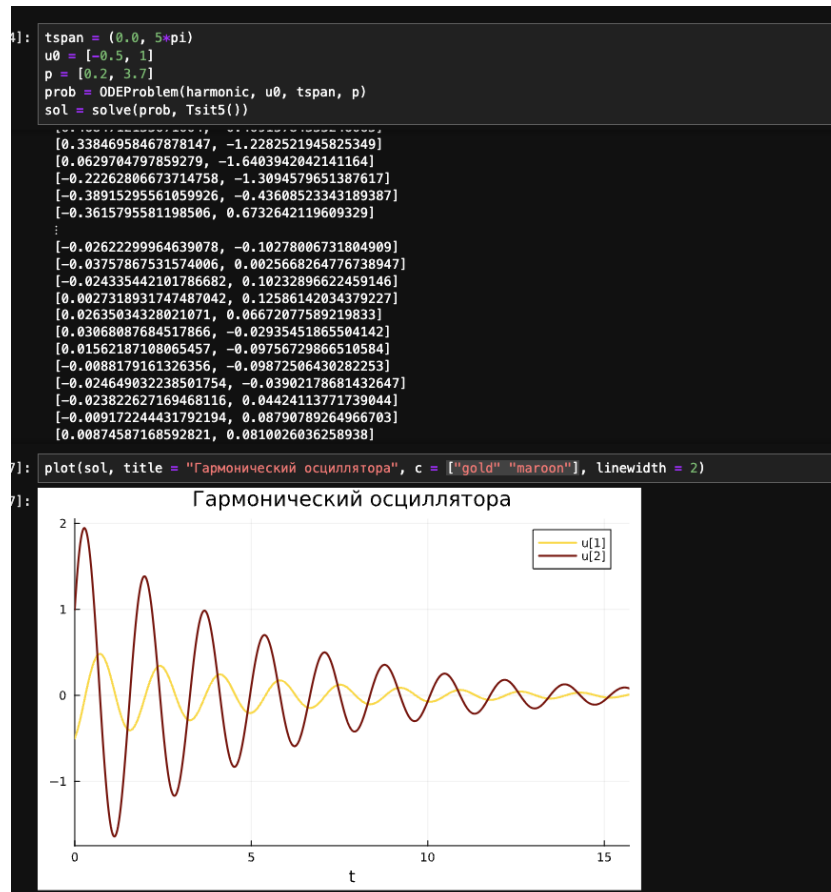 4]:
tspan = (0.0, 5*pi)
u0 = [-0.5, 1]
p = [0.2, 3.7]
prob = ODEProblem(harmonic, u0, tspan, p)
sol = solve(prob, Tsit5())
[0.33846958467878147, -1.2282521945825349]
[0.0629704797859279, -1.6403942042141164]
[-0.22262806673714758, -1.3094579651387617]
[-0.38915295561059926, -0.43608523343189387]
[-0.3615795581198506, 0.6732642119609329]
⋮
[-0.02622299964639078, -0.10278006731804909]
[-0.03757867531574006, 0.0025668264776738947]
[-0.024335442101786682, 0.10232896622459146]
[0.0027318931747487042, 0.12586142034379227]
[0.02635034328021071, 0.06672077589219833]
[0.03068087684517866, -0.02935451865504142]
[0.01562187108065457, -0.09756729866510584]
[-0.0088179161326356, -0.09872506430282253]
[-0.024649032238501754, -0.03902178681432647]
[-0.023822627169468116, 0.04424113771739044]
[-0.009172244431792194, 0.08790789264966703]
[0.00874587168592821, 0.0810026036258938]
7]:
plot(sol, title = "Гармонический осциллятора", c = ["gold" "maroon"], linewidth = 2)
7]:
Гармонический осциллятора
u[1]
u[2]
2
1
0
−1
0 5 10 15
t